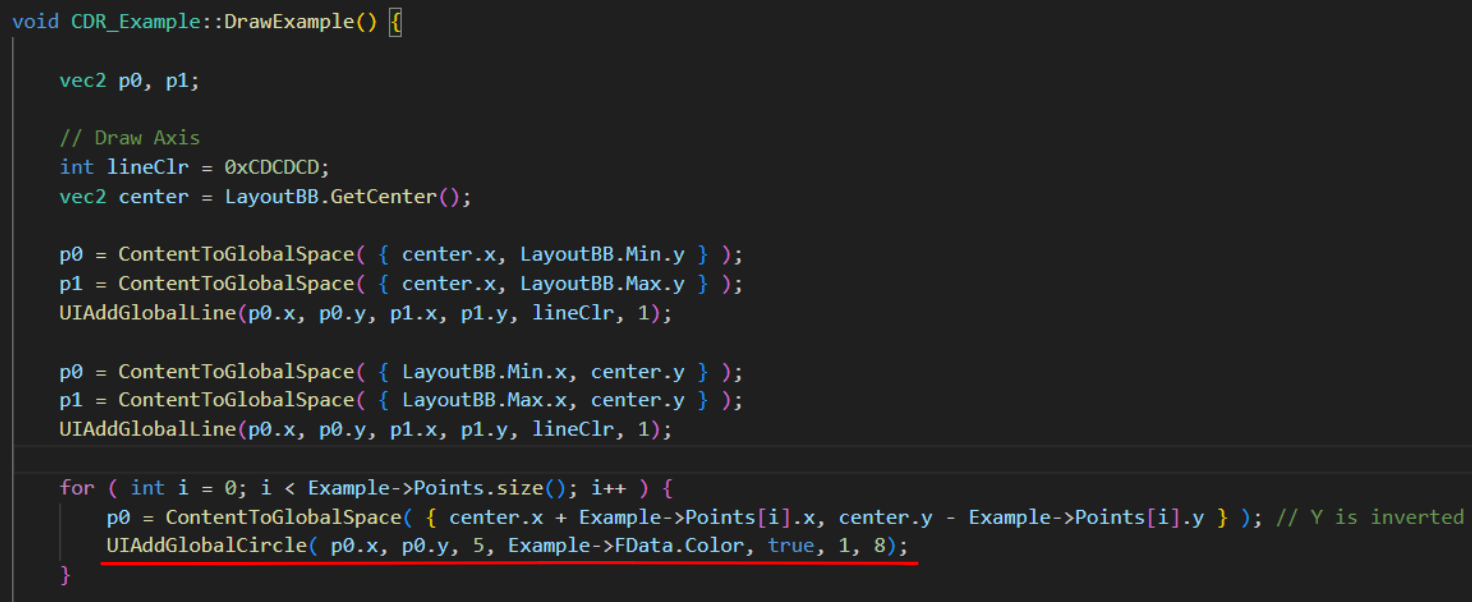 void CDR_Example::DrawExample() {
vec2 p0, p1;
// Draw Axis
int lineClr = 0xCDCDCD;
vec2 center = LayoutBB.GetCenter();
p0 = ContentToGlobalSpace( { center.x, LayoutBB.Min.y } );
p1 = ContentToGlobalSpace( { center.x, LayoutBB.Max.y } );
UIAddGlobalLine(p0.x, p0.y, p1.x, p1.y, lineClr, 1);
p0 = ContentToGlobalSpace( { LayoutBB.Min.x, center.y } );
p1 = ContentToGlobalSpace( { LayoutBB.Max.x, center.y } );
UIAddGlobalLine(p0.x, p0.y, p1.x, p1.y, lineClr, 1);
for ( int i = 0; i < Example->Points.size(); i++ ) {
p0 = ContentToGlobalSpace( { center.x + Example->Points[i].x, center.y - Example->Points[i].y } ); // Y is inverted
UIAddGlobalCircle( p0.x, p0.y, 5, Example->FData.Color, true, 1, 8);
}